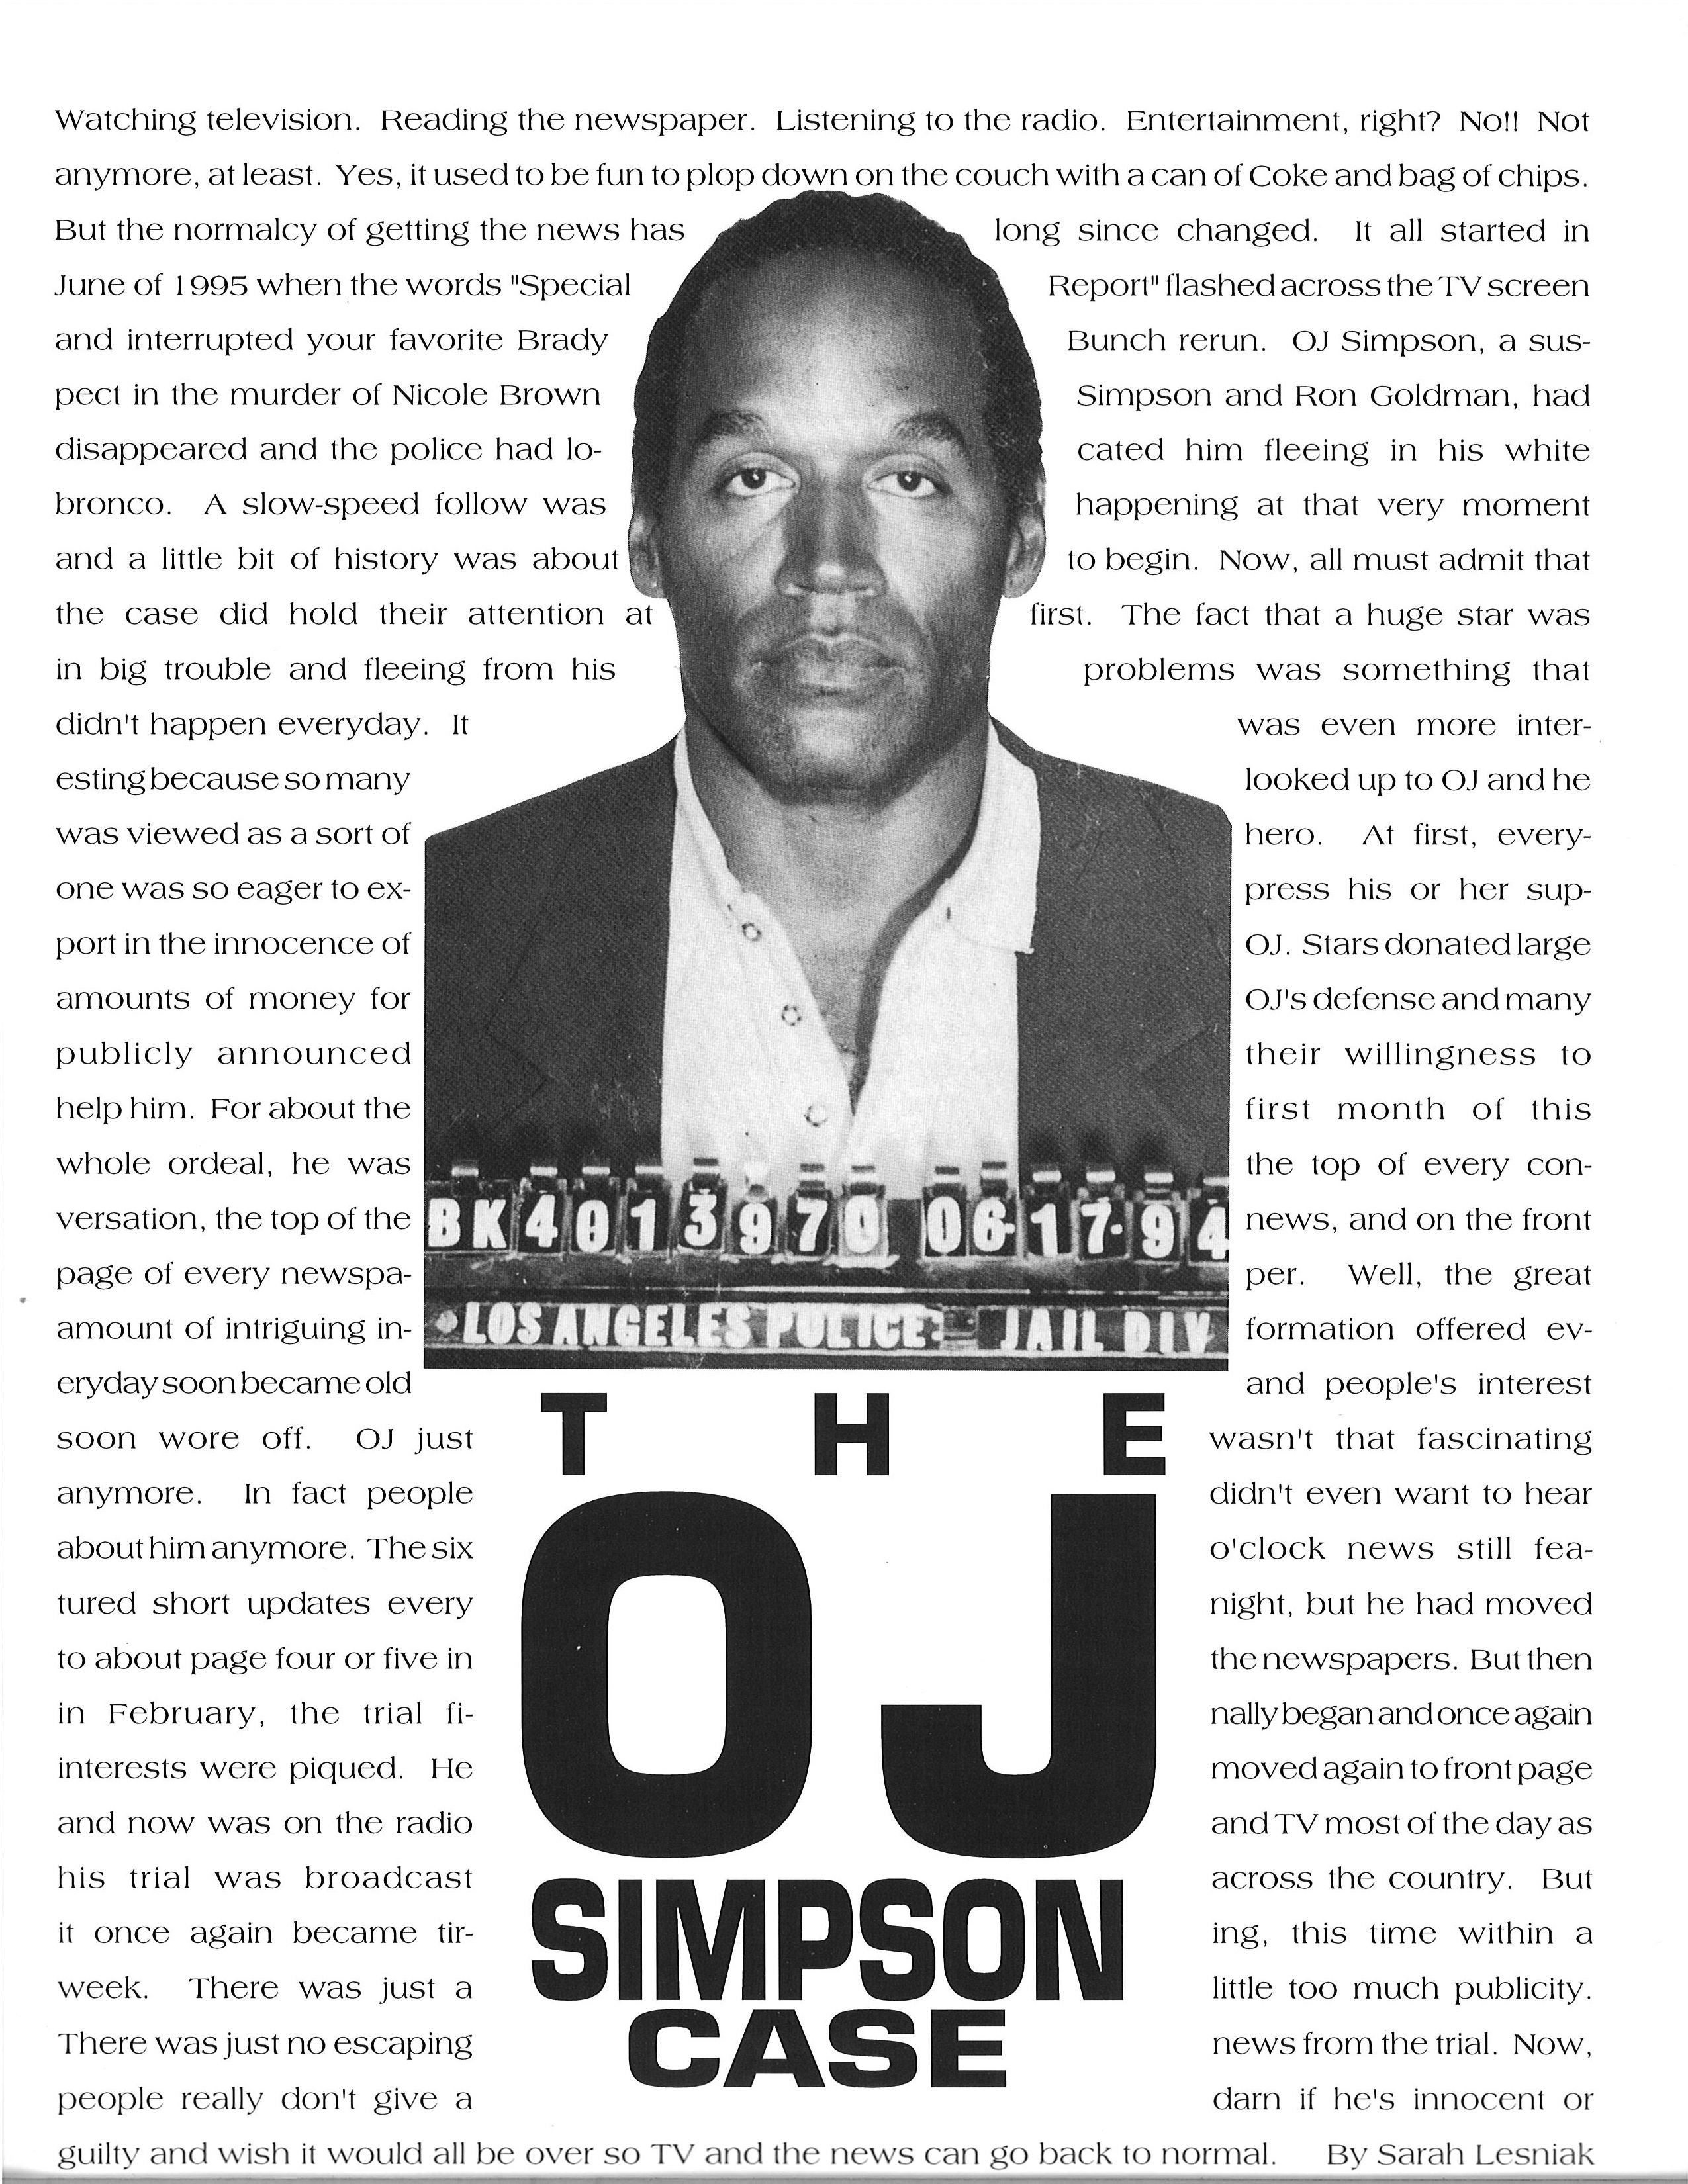 Watching television. Reading the newspaper. Listening to the radio. Entertainment, right? No!! Not
anymore, at least. Yes, it used to be fun to plop down on the couch with a can of Coke and bag of chips.
But the normalcy of getting the news has long since changed. It all started in
June of 1995 when the words "Special Report" flashed across the TV screen
and interrupted your favorite Brady Bunch rerun. OJ Simpson, a sus-
pect in the murder of Nicole Brown Simpson and Ron Goldman, had
disappeared and the police had lo- cated him fleeing in his white
bronco. A slow-speed follow was happening at that very moment
and a little bit of history was about to begin. Now, all must admit that
the case did hold their attention at first. The fact that a huge star was
in big trouble and fleeing from his problems was something that
didn't happen everyday. It was even more inter-
esting because so many looked up to OJ and he
was viewed as a sort of hero. At first, every-
one was so eager to ex- press his or her sup-
port in the innocence of OJ. Stars donated large
amounts of money for OJ's defense and many
publicly announced their willingness to
help him. For about the first month of this
whole ordeal, he was the top of every con-
versation, the top of the news, and on the front
page of every newspa- per. Well, the great
amount of intriguing in- formation offered ev-
eryday soon became old and people's interest
soon wore off. OJ just wasn't that fascinating
anymore. In fact people didn't even want to hear
about him anymore. The six o'clock news still fea-
tured short updates every night, but he had moved
to about page four or five in the newspapers. But then
in February, the trial fi- nally began and once again
interests were piqued. He moved again to front page
and now was on the radio and TV most of the day as
his trial was broadcast across the country. But
it once again became tir- ing, this time within a
week. There was just a little too much publicity.
There was just no escaping news from the trial. Now,
people really don't give a darn if he's innocent or
guilty and wish it would all be over so TV and the news can go back to normal. By Sarah Lesniak
BK4013970 06-17-94
LOS ANGELES POLICE: JAIL DIV
THE
OJ
SIMPSON
CASE